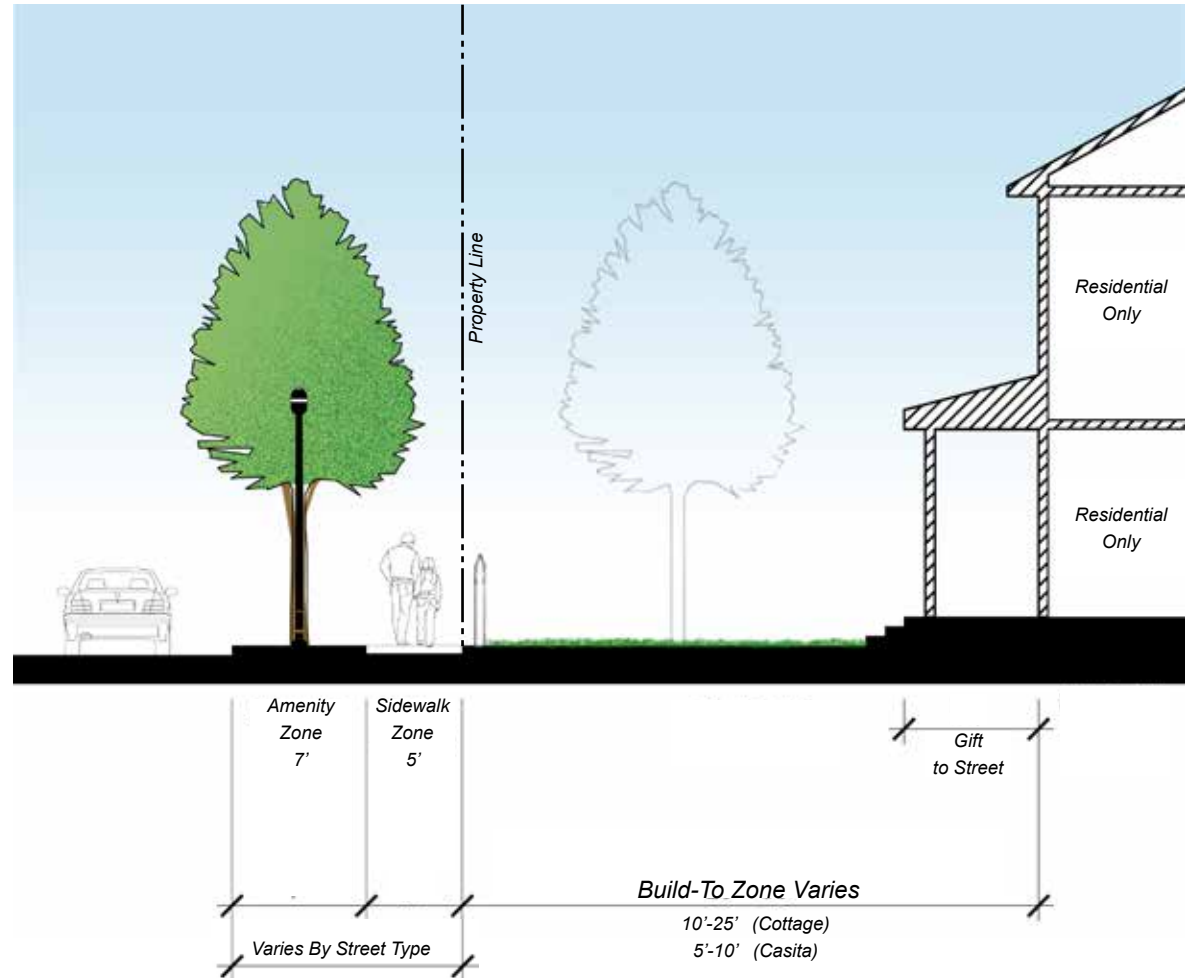 Property Line
Residential
Only
Residential
Only
Amenity
Zone
7’
Sidewalk
Zone
5’
Gift
to Street
Build-To Zone Varies
10’-25’ (Cottage)
5’-10’ (Casita)
Varies By Street Type